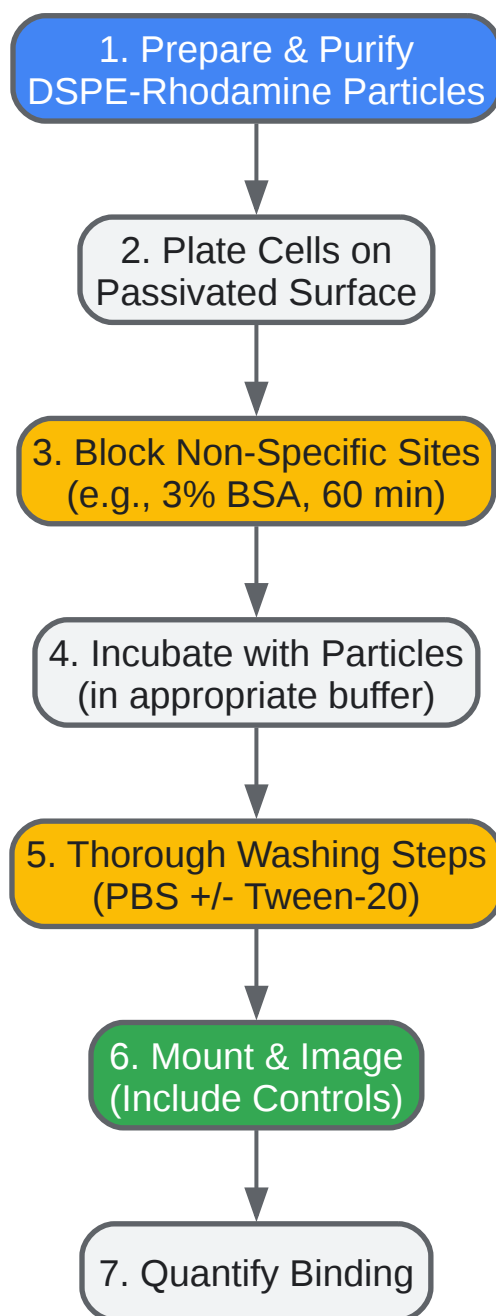 1. Prepare & Purify
DSPE-Rhodamine Particles
2. Plate Cells on
Passivated Surface
3. Block Non-Specific Sites
(e.g., 3% BSA, 60 min)
4. Incubate with Particles
(in appropriate buffer)
5. Thorough Washing Steps
(PBS +/- Tween-20)
6. Mount & Image
(Include Controls)
7. Quantify Binding